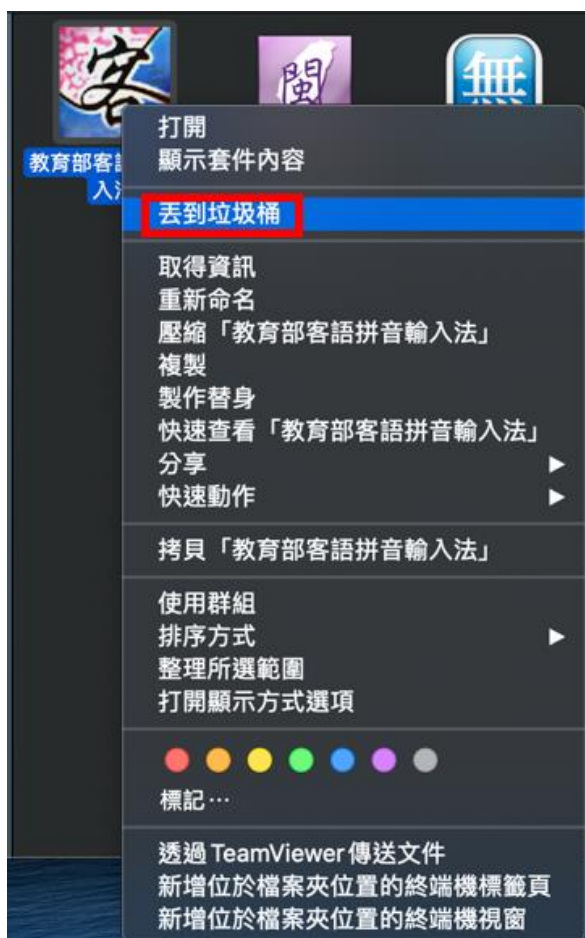 客
閩
無
教育部客
入
打開
顯示套件內容
丟到垃圾桶
取得資訊
重新命名
壓縮「教育部客語拼音輸入法」
複製
製作替身
快速查看「教育部客語拼音輸入法」
分享
快速動作
拷貝「教育部客語拼音輸入法」
使用群組
排序方式
整理所選範圍
打開顯示方式選項
標記⋯
透過 TeamViewer 傳送文件
新增位於檔案夾位置的終端機標籤頁
新增位於檔案夾位置的終端機視窗